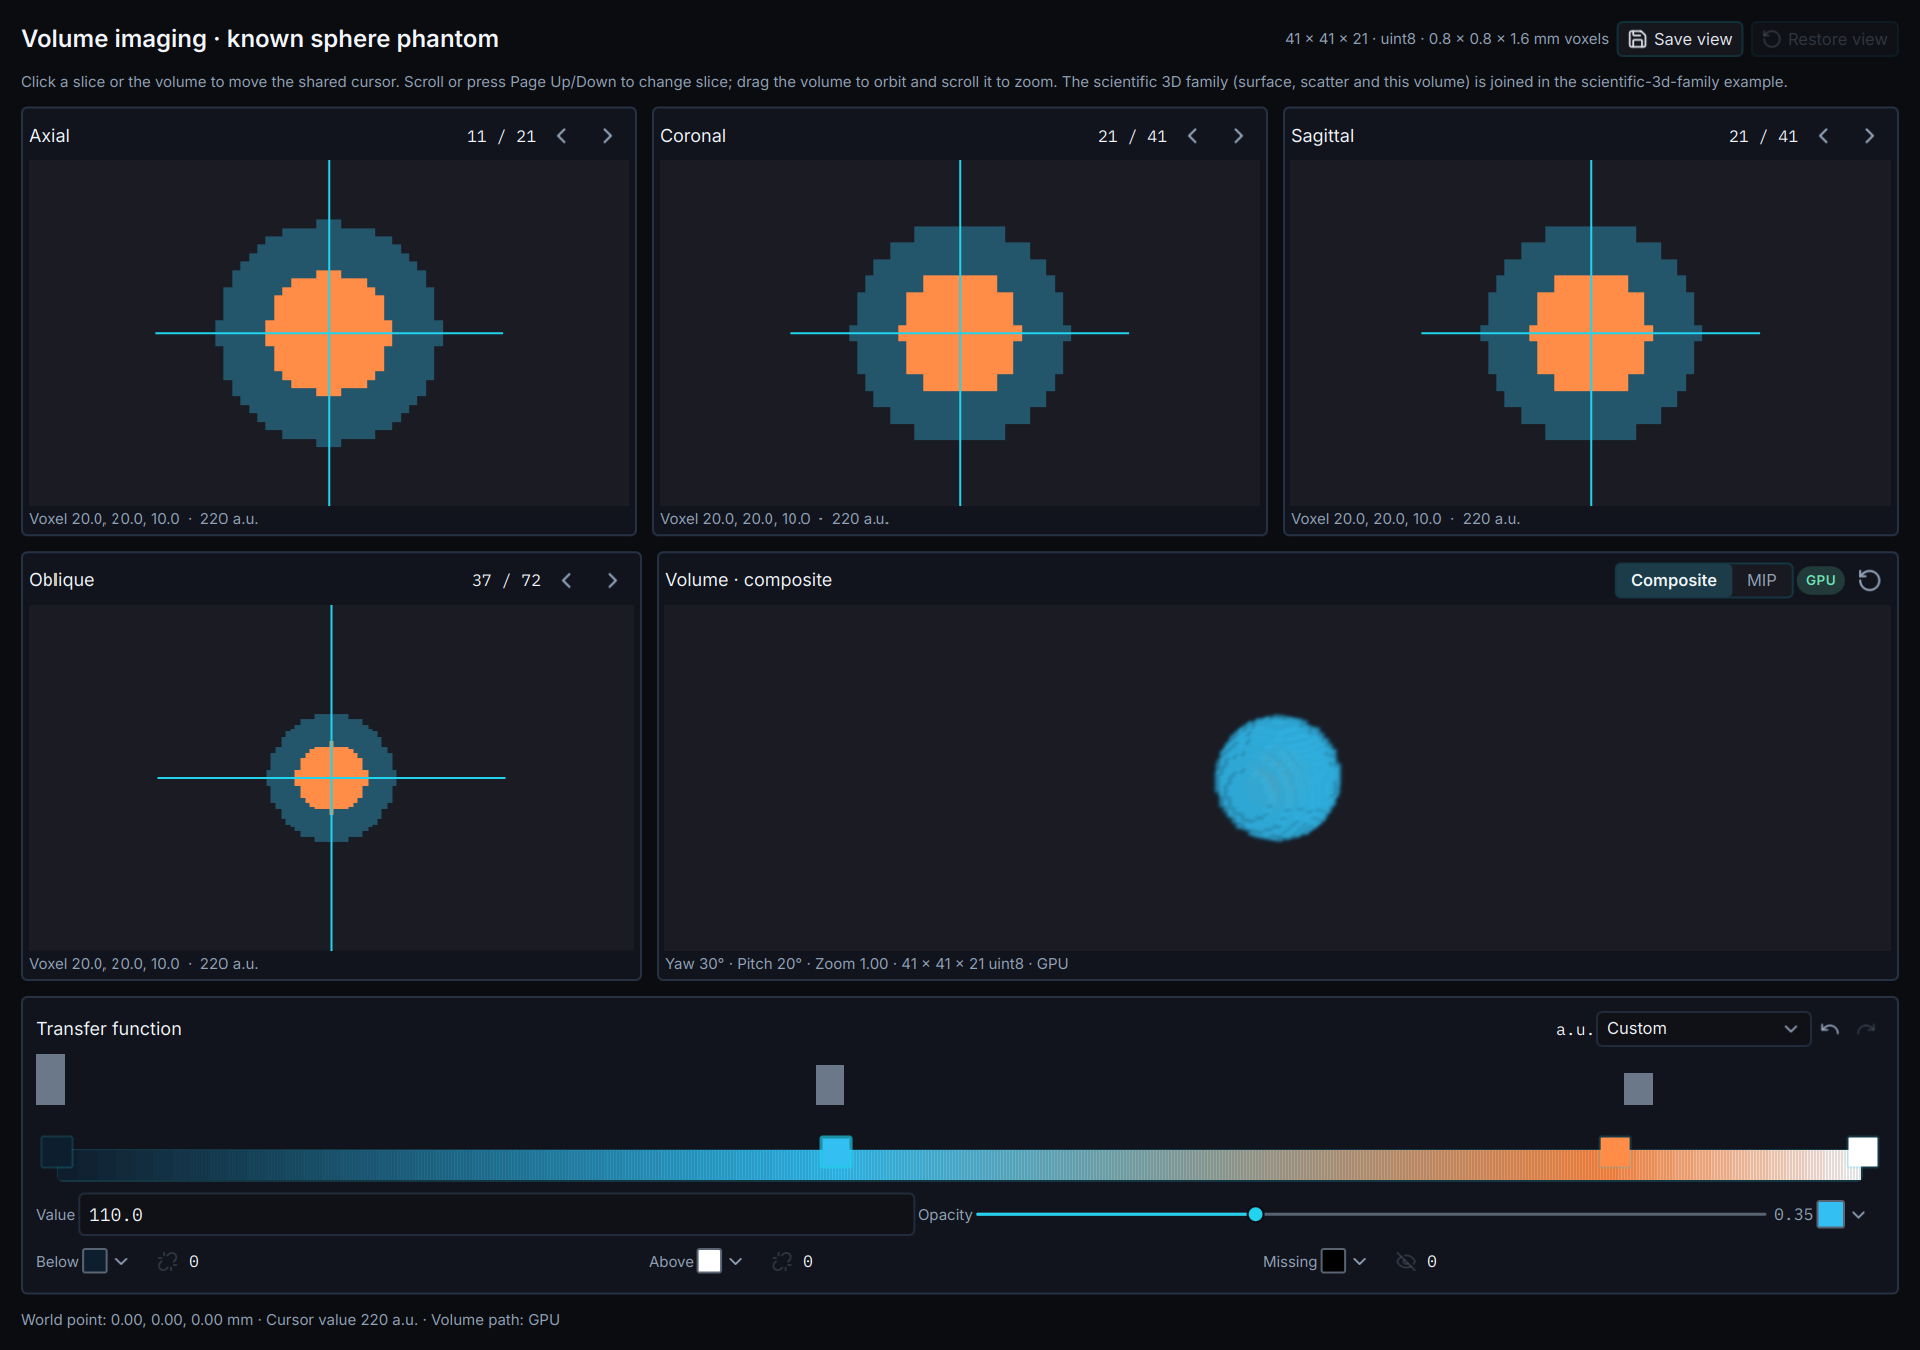 Volume imaging · known sphere phantom
41 × 41 × 21 · uint8 · 0.8 × 0.8 × 1.6 mm voxels
Save view
Restore view
Click a slice or the volume to move the shared cursor. Scroll or press Page Up/Down to change slice; drag the volume to orbit and scroll it to zoom. The scientific 3D family (surface, scatter and this volume) is joined in the scientific-3d-family example.
Axial
11 / 21
Coronal
21 / 41
Sagittal
21 / 41
Voxel 20.0, 20.0, 10.0 · 220 a.u.
Voxel 20.0, 20.0, 10.0 · 220 a.u.
Voxel 20.0, 20.0, 10.0 · 220 a.u.
Oblique
37 / 72
Volume · composite
Composite
MIP
GPU
Voxel 20.0, 20.0, 10.0 · 220 a.u.
Yaw 30° · Pitch 20° · Zoom 1.00 · 41 × 41 × 21 uint8 · GPU
Transfer function
a.u.
Custom
Value
110.0
Opacity
0.35
Below
0
Above
0
Missing
0
World point: 0.00, 0.00, 0.00 mm · Cursor value 220 a.u. · Volume path: GPU